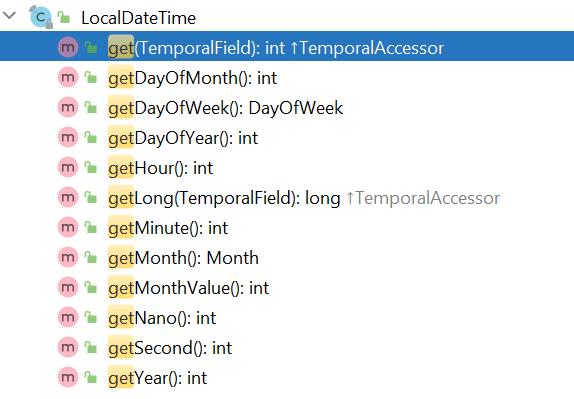 LocalDateTime
m get(TemporalField): int ↑TemporalAccessor
m getDayOfMonth(): int
m getDayOfWeek(): DayOfWeek
m getDayOfYear(): int
m getHour(): int
m getLong(TemporalField): long ↑TemporalAccessor
m getMinute(): int
m getMonth(): Month
m getMonthValue(): int
m getNano(): int
m getSecond(): int
m getYear(): int